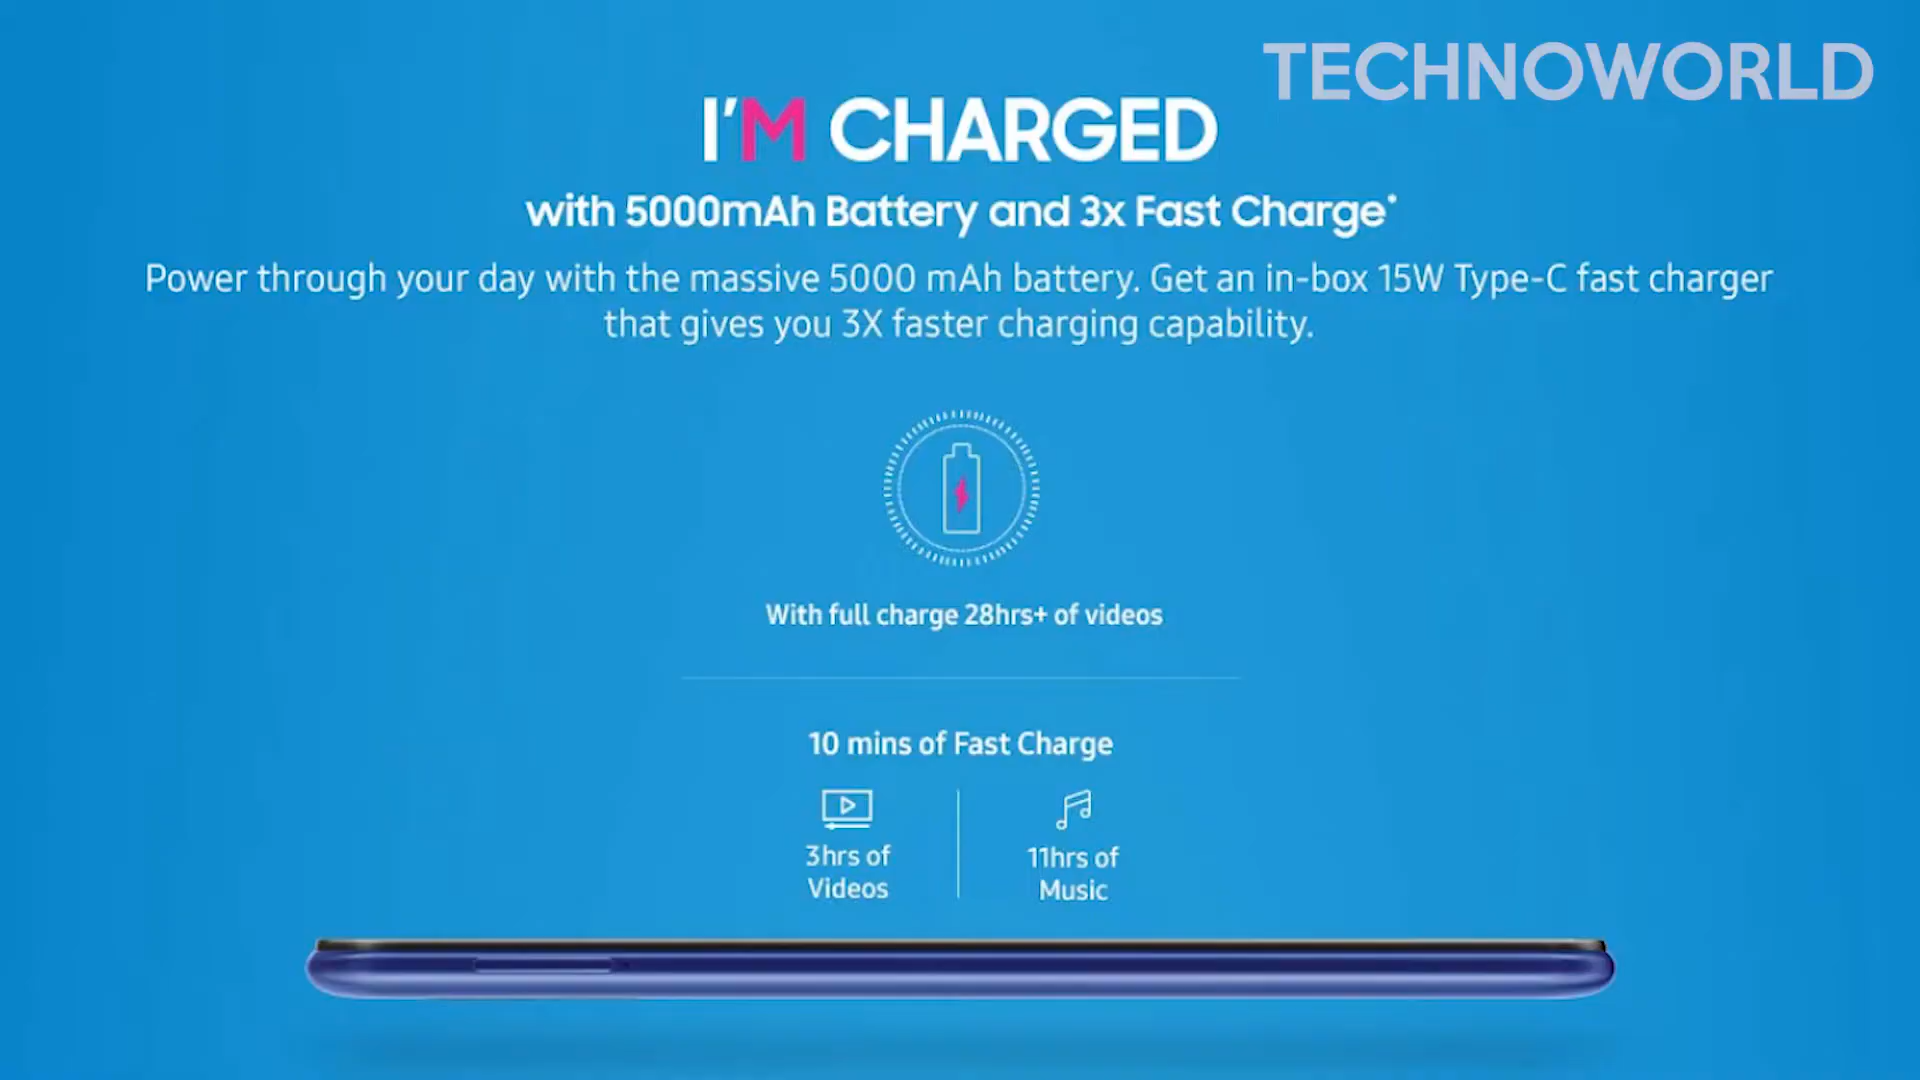 TECHNOWORLD
I'M CHARGED
with 5000mAh Battery and 3x Fast Charge*
Power through your day with the massive 5000 mAh battery. Get an in-box 15W Type-C fast charger
that gives you 3X faster charging capability.
With full charge 28hrs+ of videos
10 mins of Fast Charge
3hrs of
Videos
11hrs of
Music